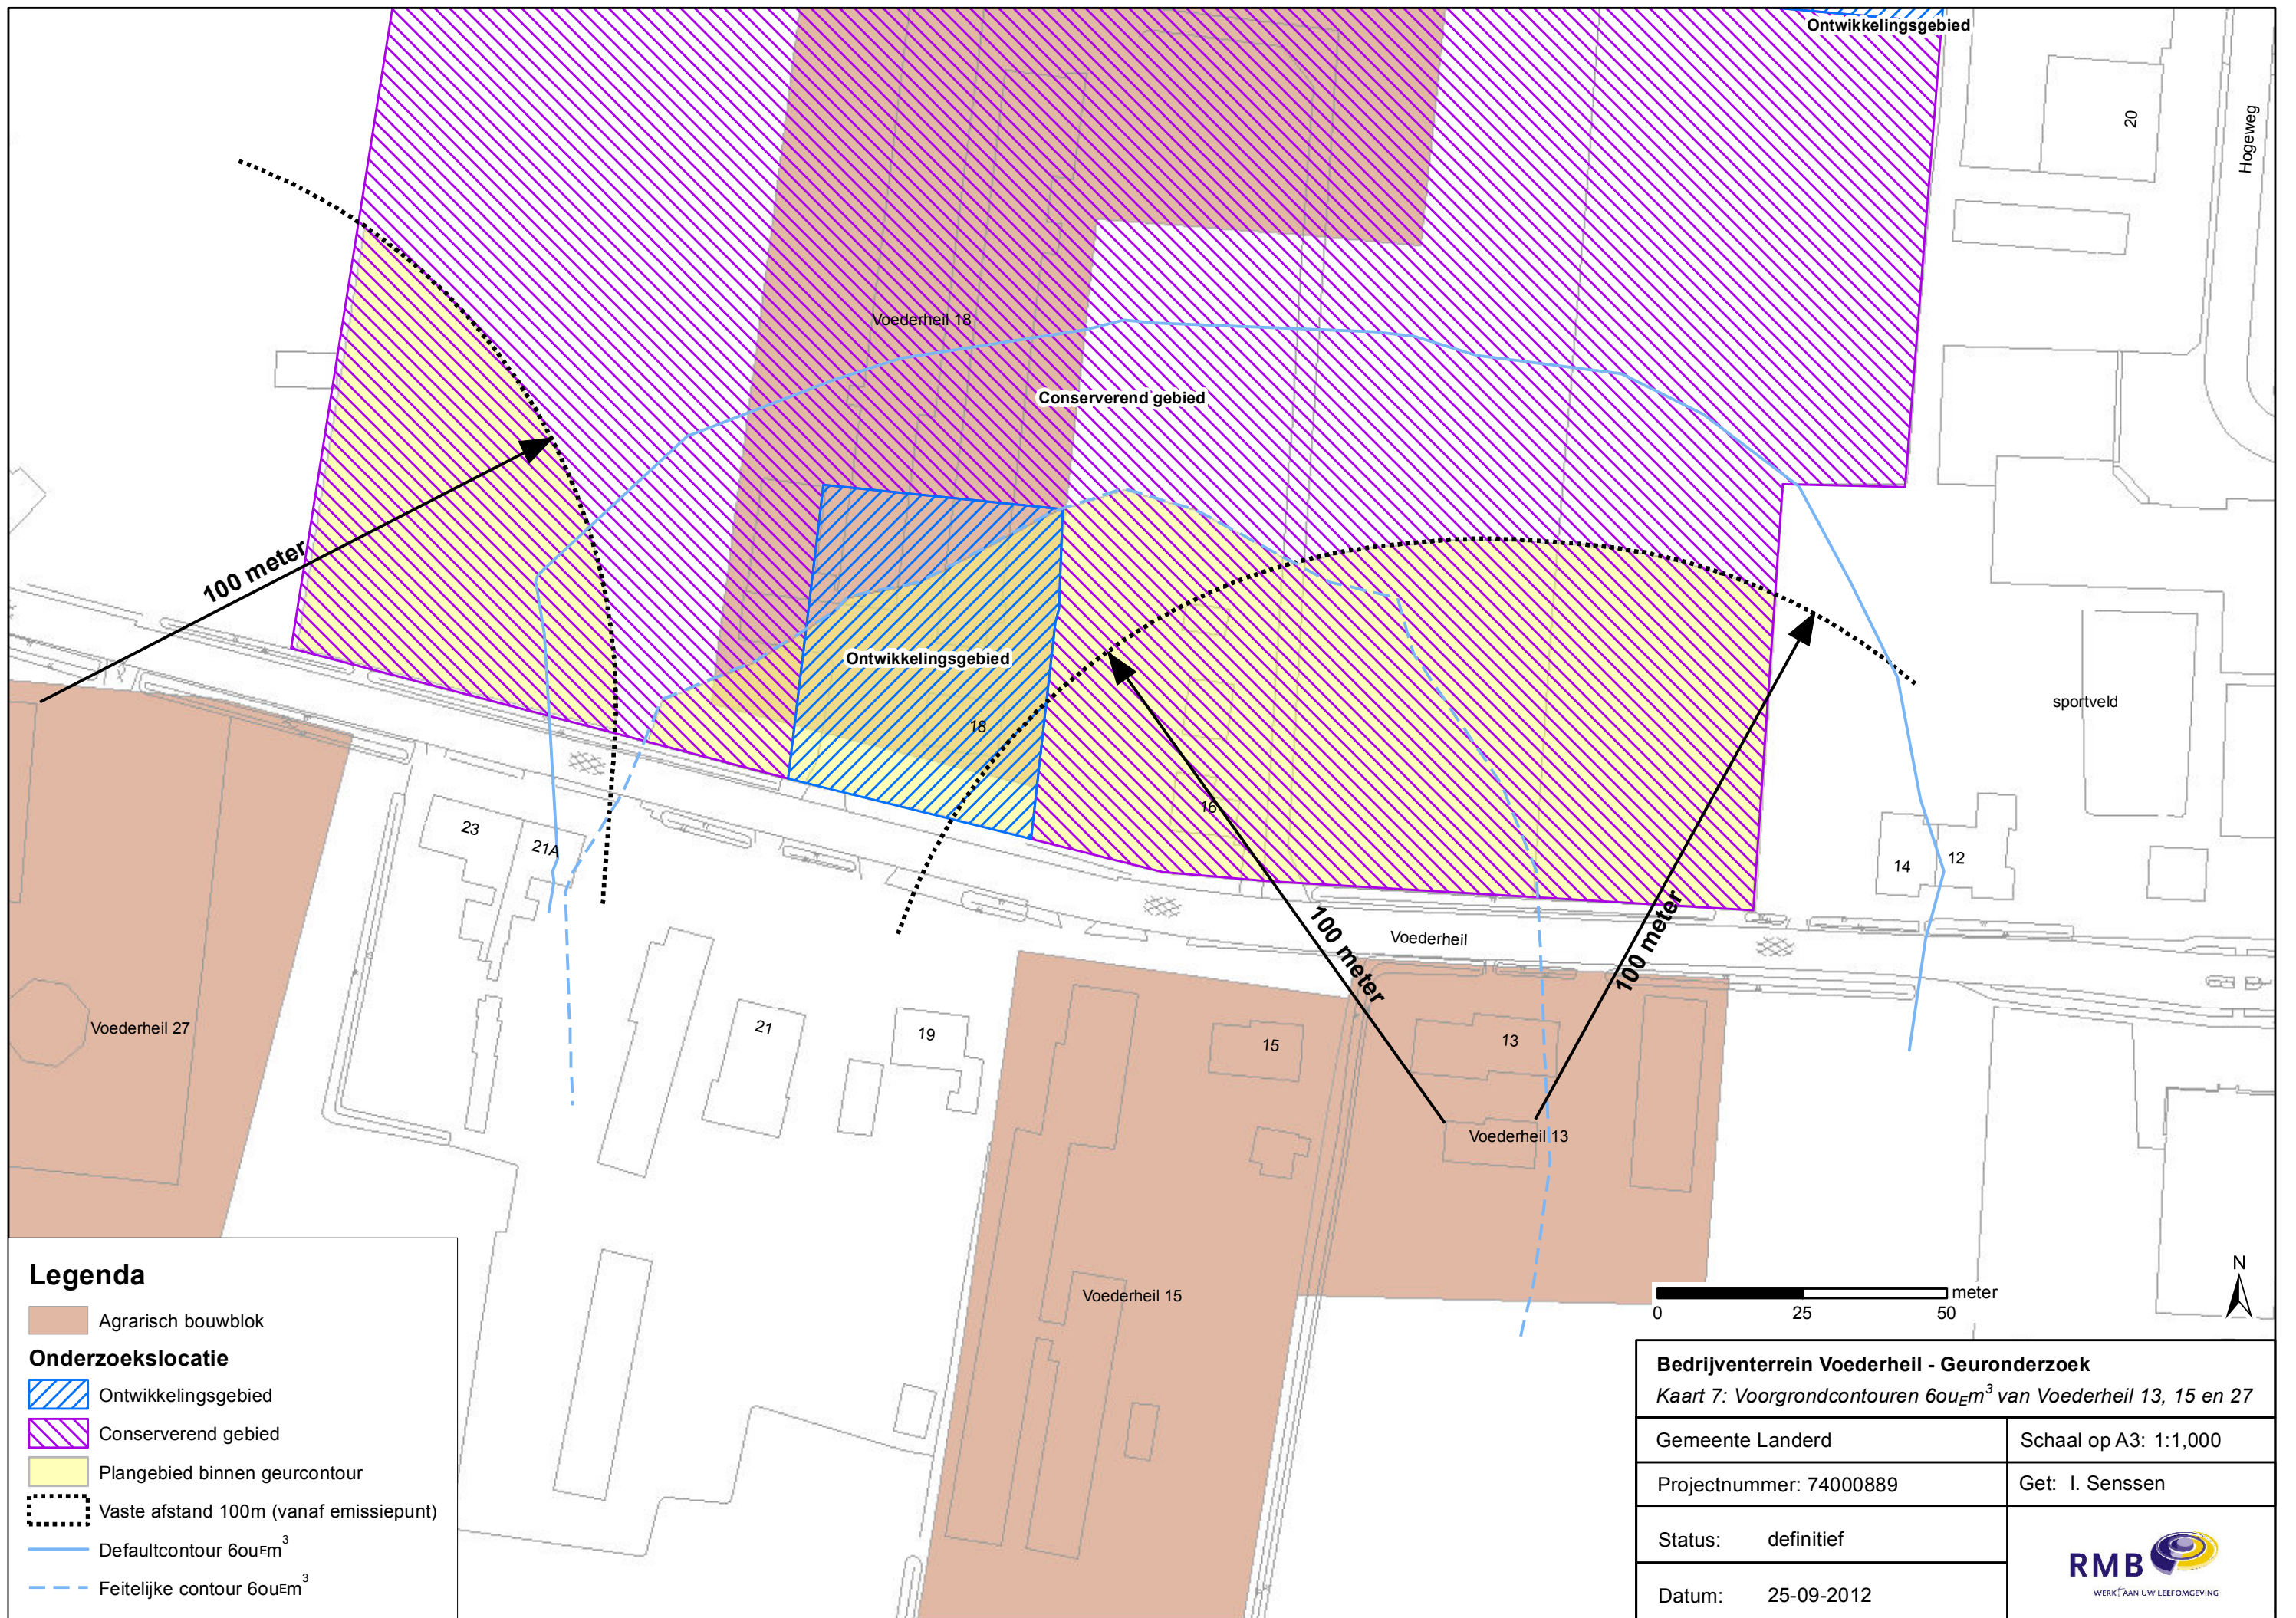 Ontwikkelingsgebied
20
Hogeweg
Voederheil 18
Conserverend gebied
100 meter
Ontwikkelingsgebied
18
16
sportveld
23
21A
14
12
100 meter
100 meter
Voederheil
Voederheil 27
21
19
15
13
Voederheil 13
Voederheil 15
Legenda
Agrarisch bouwblok
Onderzoekslocatie
Ontwikkelingsgebied
Conserverend gebied
Plangebied binnen geurcontour
Vaste afstand 100m (vanaf emissiepunt)
Defaultcontour 6ouEm3
Feitelijke contour 6ouEm3
meter
0 25 50
N
Bedrijventerrein Voederheil - Geuronderzoek
Kaart 7: Voorgrondcontouren 6ouEm3 van Voederheil 13, 15 en 27
Gemeente Landerd
Schaal op A3: 1:1,000
Projectnummer: 74000889
Get: I. Senssen
Status: definitief
Datum: 25-09-2012
RMB
WERK AAN UW LEEFOMGEVING